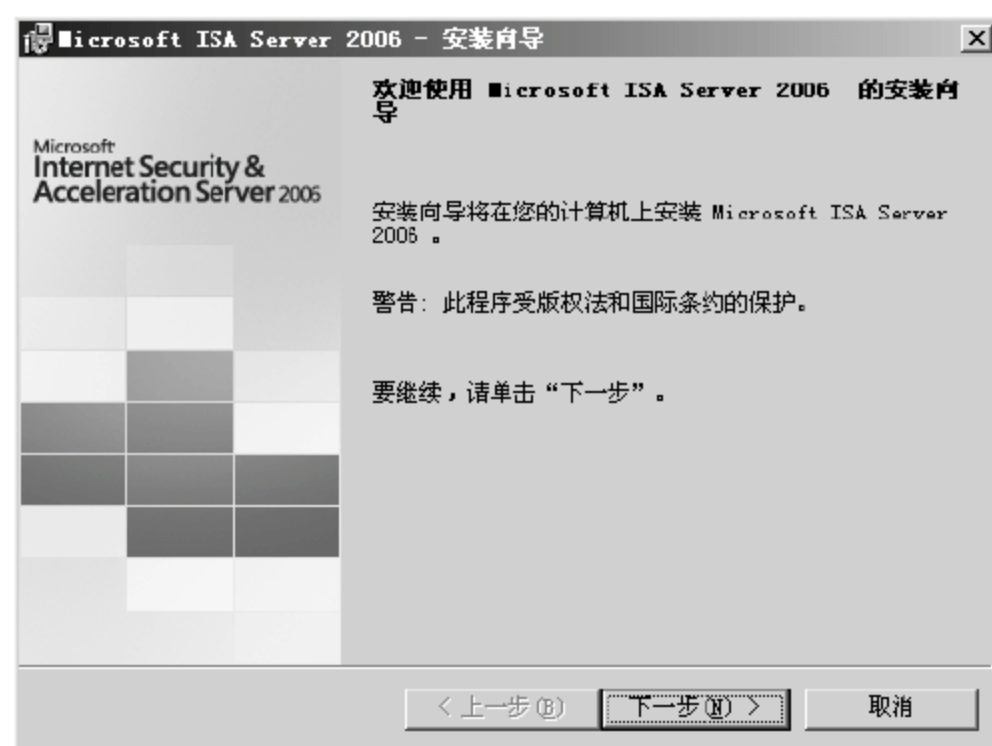 Microsoft ISA Server 2006 - 安装向导
欢迎使用 Microsoft ISA Server 2006 的安装向
导
Microsoft
Internet Security &
Acceleration Server 2006
安装向导将在您的计算机上安装 Microsoft ISA Server
2006 。
警告: 此程序受版权法和国际条约的保护。
要继续，请单击“下一步”。
< 上一步(B)
下一步(N) >
取消